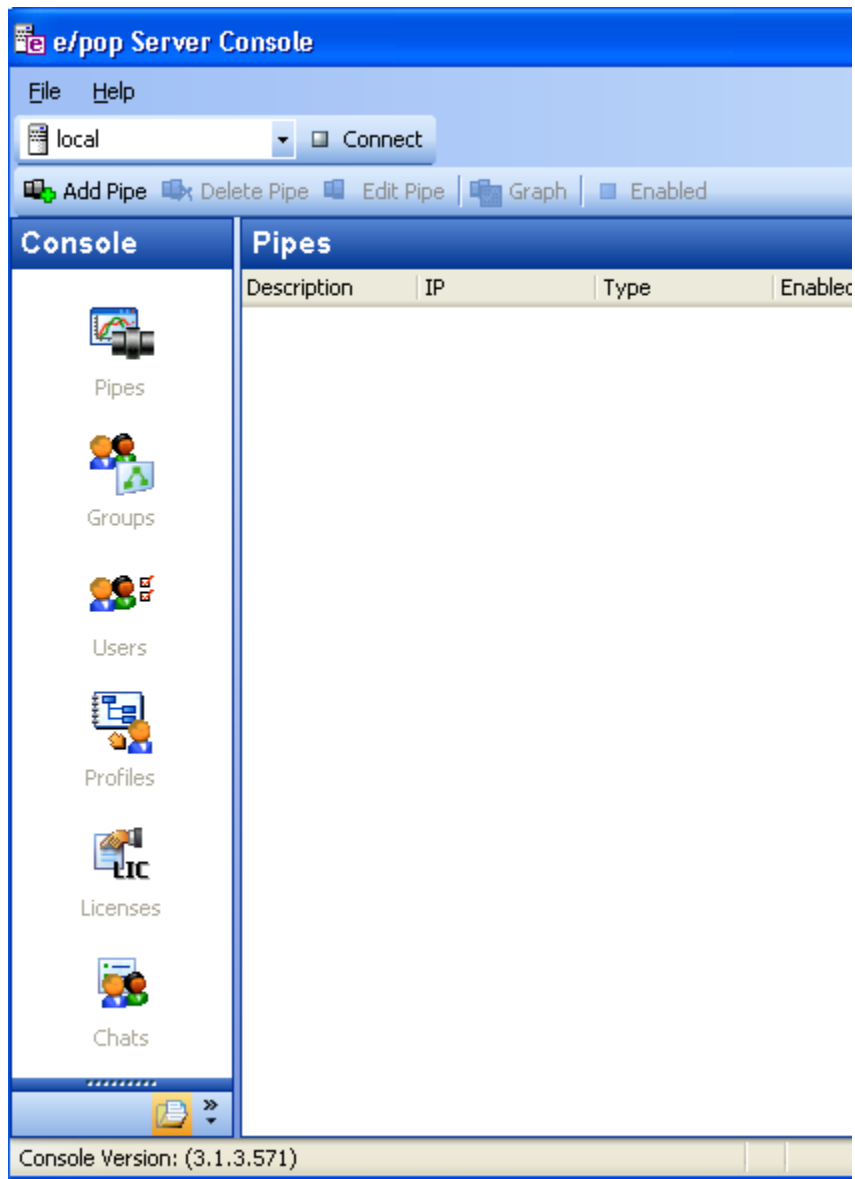 e/pop Server Console
File Help
local Connect
Add Pipe Delete Pipe Edit Pipe Graph Enabled
Console Pipes
Description IP Type Enabled
Pipes
Groups
Users
Profiles
LIC
Licenses
Chats
Console Version: (3.1.3.571)